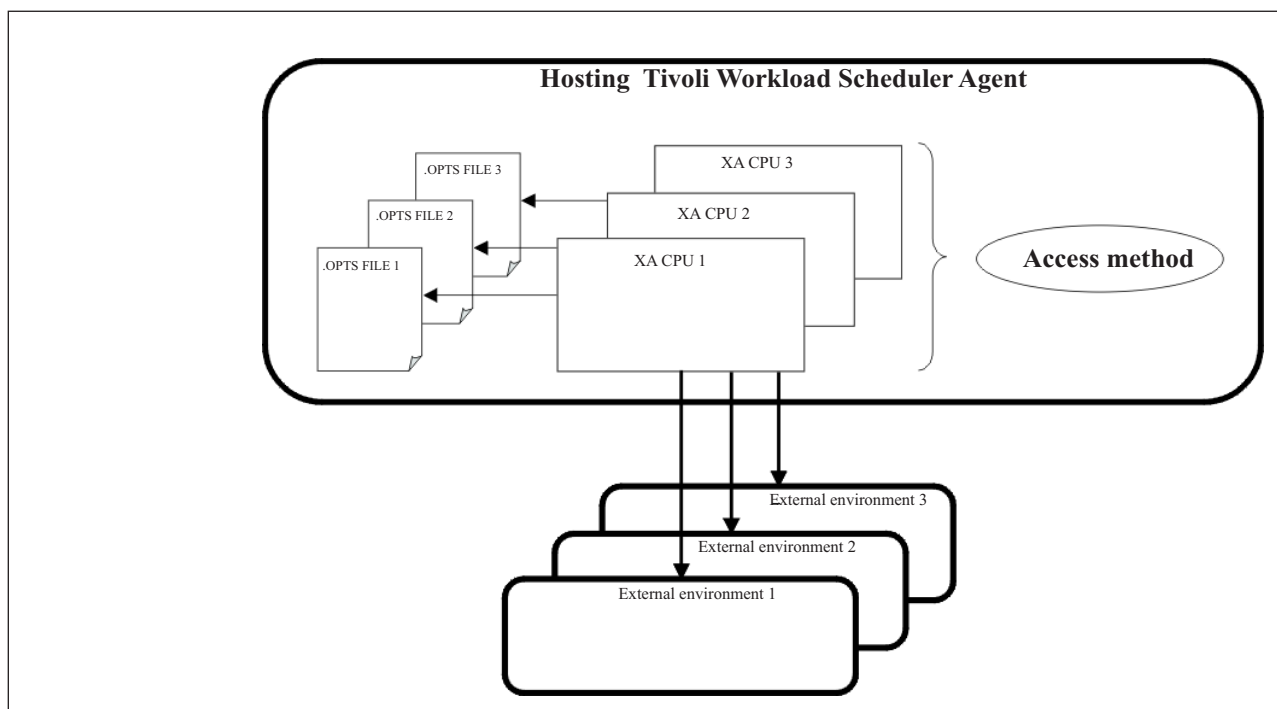 Hosting Tivoli Workload Scheduler Agent
XA CPU 3
.OPTS FILE 3
XA CPU 2
.OPTS FILE 2
XA CPU 1
.OPTS FILE 1
Access method
External environment 3
External environment 2
External environment 1